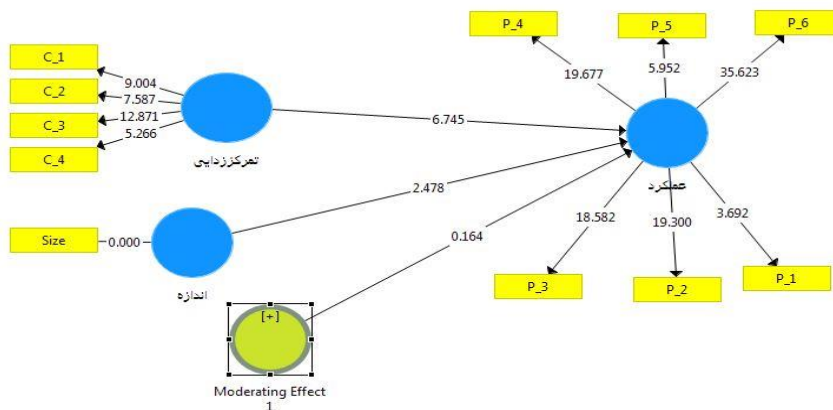 P_4
P_5
P_6
C_1
C_2
C_3
C_4
9.004
7.587
12.871
5.266
19.677
5.952
35.623
6.745
تمرکززدایی
عملکرد
2.478
0.164
18.582
19.300
3.692
Size
0.000
اندازه
P_3
P_2
P_1
[+]
Moderating Effect
1